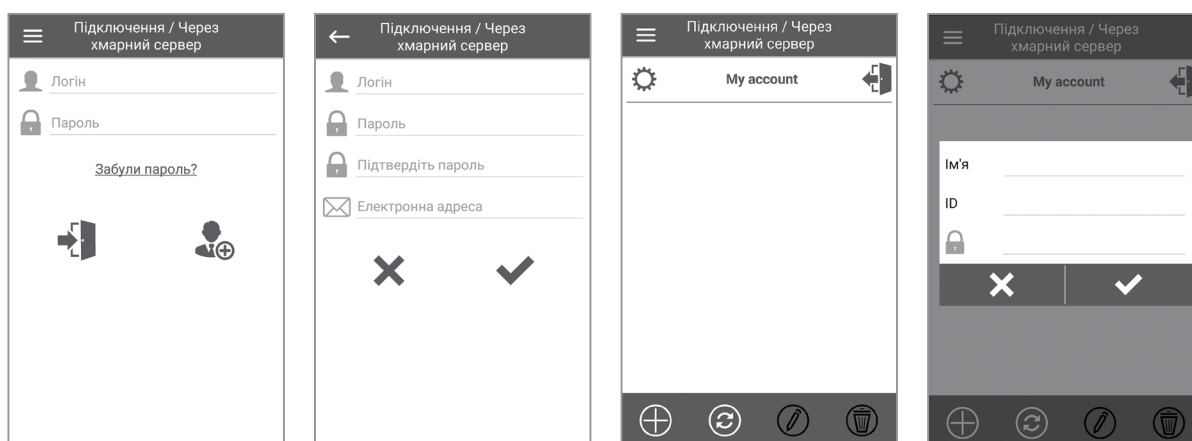 Підключення / Через
хмарний сервер
Логін
Пароль
Забули пароль?
Підключення / Через
хмарний сервер
Логін
Пароль
Підтвердіть пароль
Електронна адреса
Підключення / Через
хмарний сервер
My account
Підключення / Через
хмарний сервер
My account
Ім'я
ID